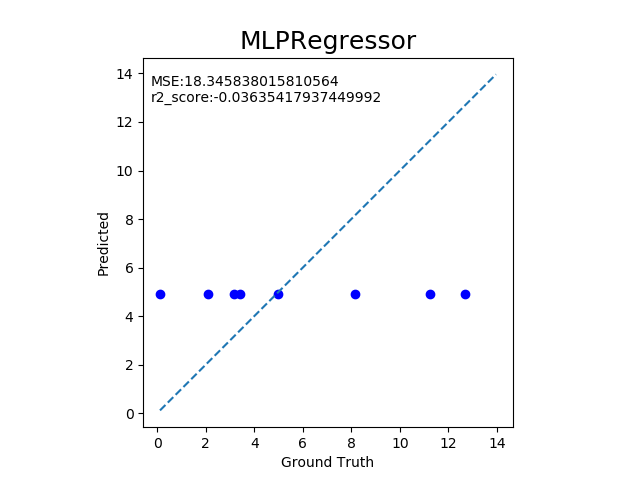 MLPRegressor
MSE:18.345838015810564
r2_score:-0.03635417937449992
14
12
10
8
6
4
2
0
Predicted
0 2 4 6 8 10 12 14
Ground Truth